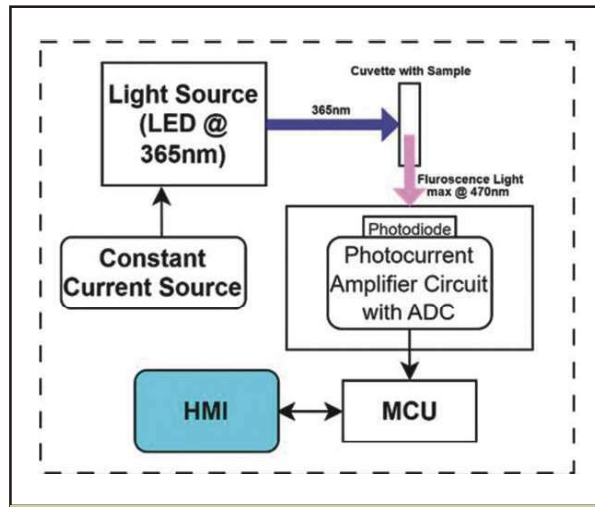 Light Source
(LED @
365nm)
365nm
Cuvette with Sample
Fluroscence Light
max @ 470nm
Constant
Current Source
Photodiode
Photocurrent
Amplifier Circuit
with ADC
HMI
MCU